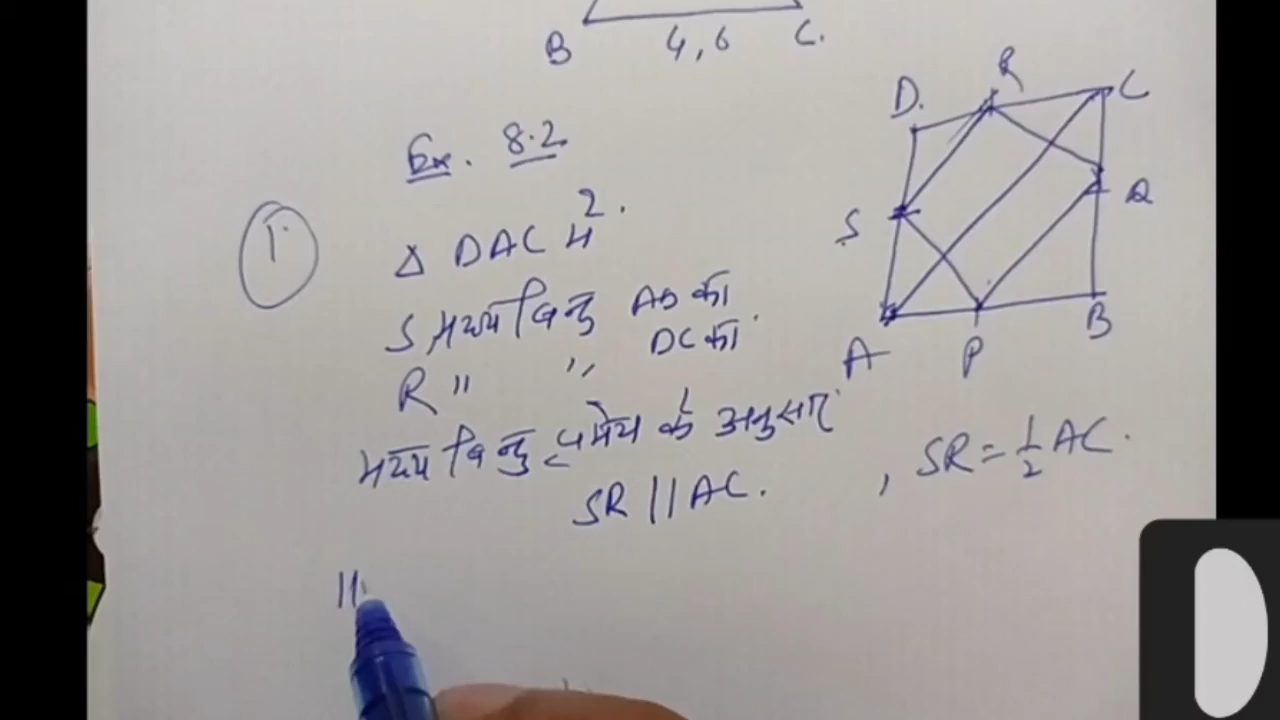 B 4,6 C.
Ex. 8.2
D. R C
1.
Δ DAC में
S Q
S मध्य बिन्दु AD का
R " " DC का
A P B
मध्य बिन्दु प्रमेय के अनुसार
SR || AC. , SR = 1/2 AC.